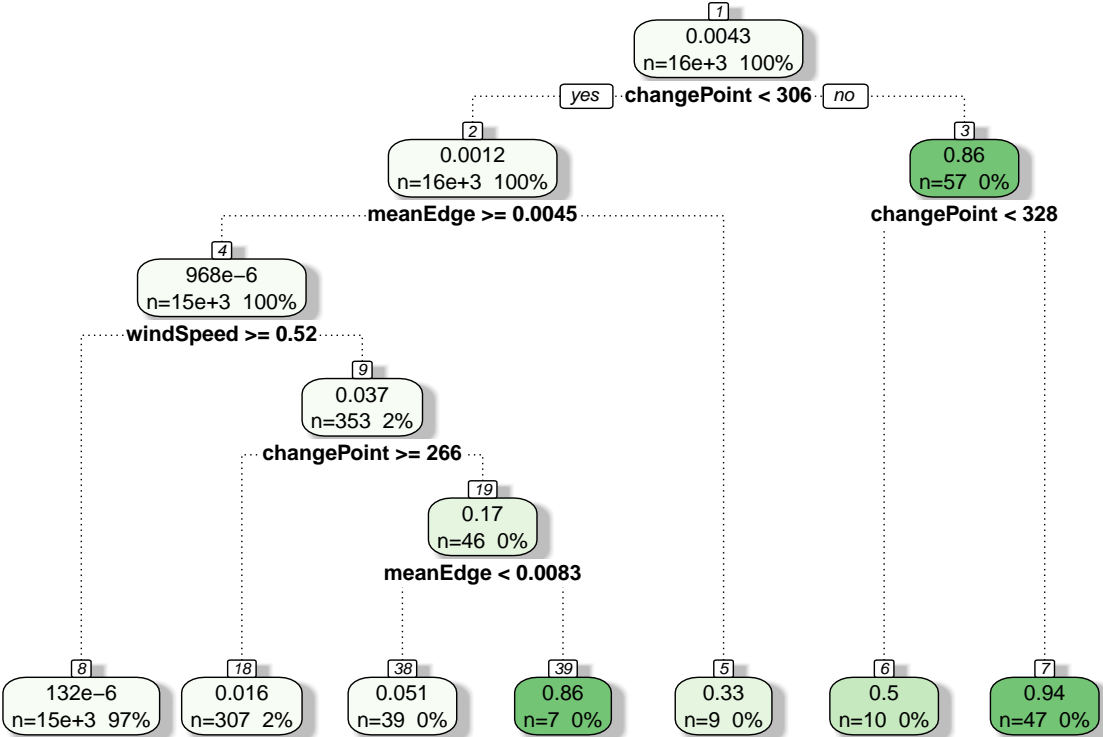 1
0.0043
n=16e+3 100%
yes changePoint < 306 no
2
0.0012
n=16e+3 100%
3
0.86
n=57 0%
meanEdge >= 0.0045
changePoint < 328
4
968e−6
n=15e+3 100%
windSpeed >= 0.52
9
0.037
n=353 2%
changePoint >= 266
19
0.17
n=46 0%
meanEdge < 0.0083
8
132e−6
n=15e+3 97%
18
0.016
n=307 2%
38
0.051
n=39 0%
39
0.86
n=7 0%
5
0.33
n=9 0%
6
0.5
n=10 0%
7
0.94
n=47 0%